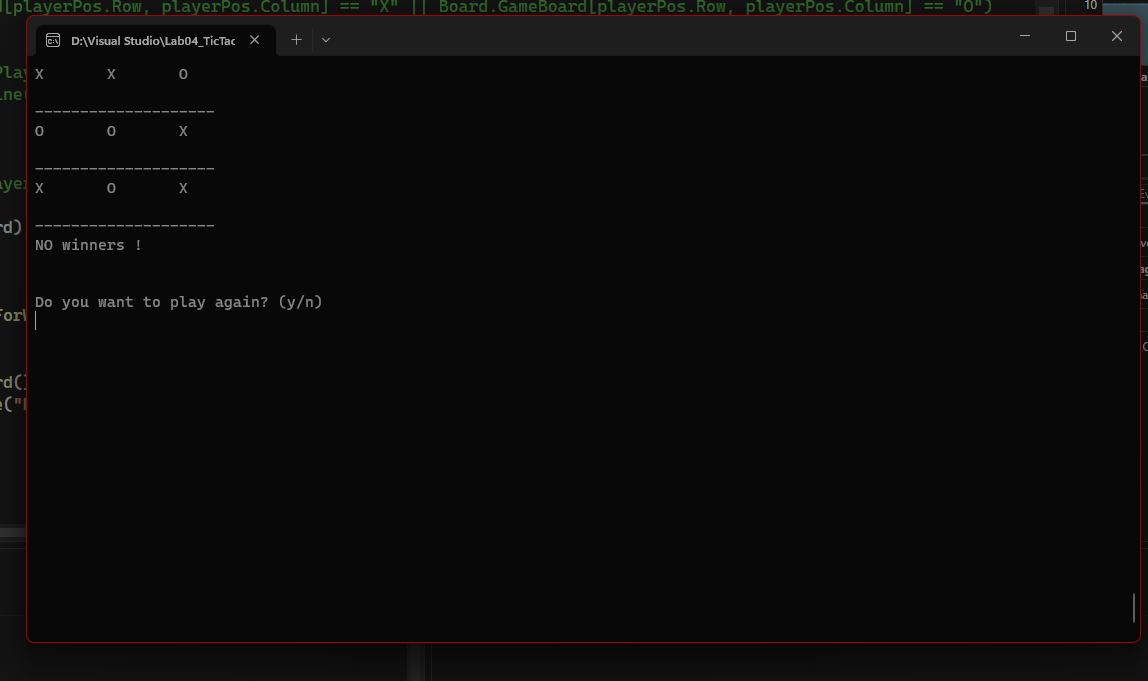 [playerPos.Row, playerPos.Column] == "X" || Board.GameBoard[playerPos.Row, playerPos.Column] == "O")
10
D:\Visual Studio\Lab04_TicTac
X X O
--------------------
O O X
--------------------
X O X
--------------------
NO winners !
Do you want to play again? (y/n)